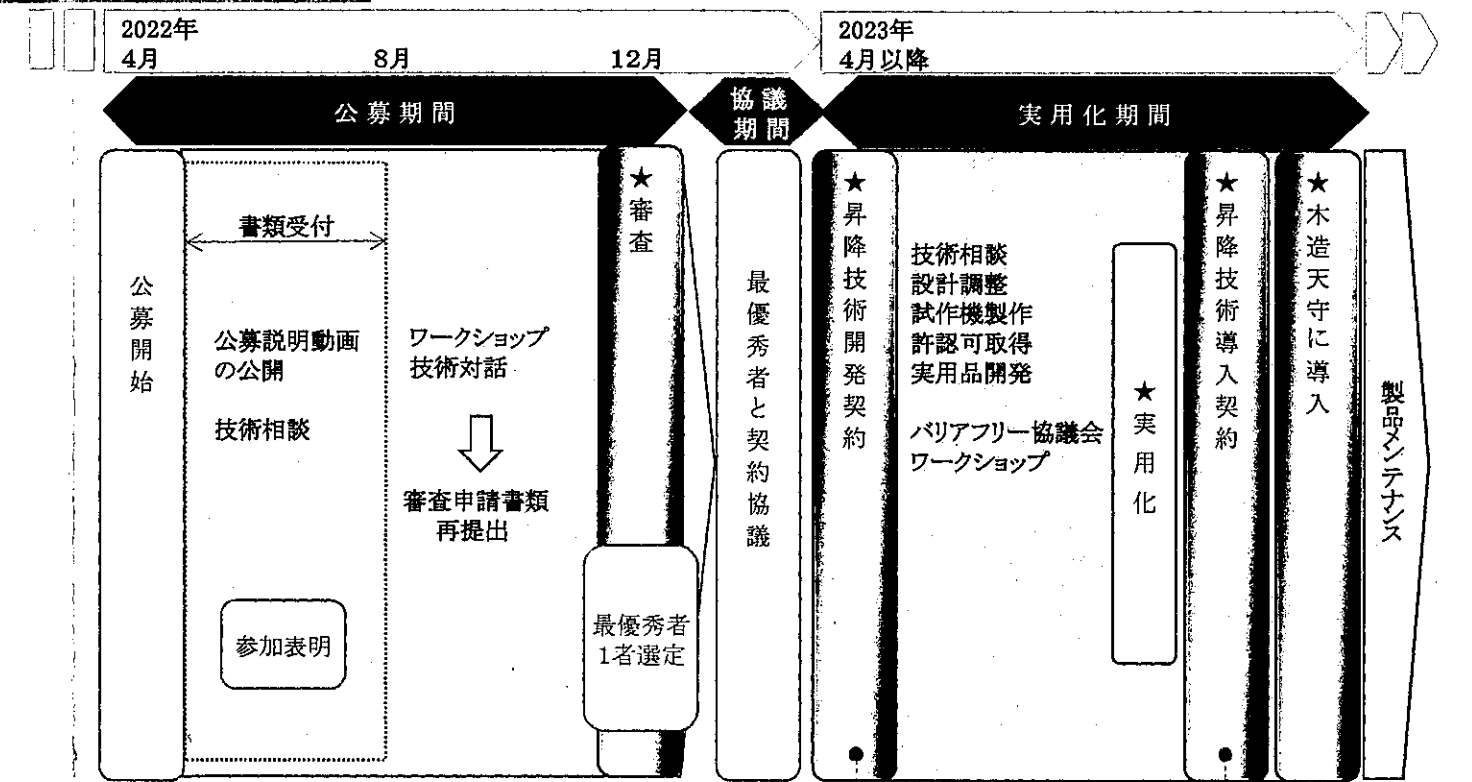 2022年
4月
8月
12月
2023年
4月以降
公募期間
協議
期間
実用化期間
公募開始
書類受付
公募説明動画
の公開
技術相談
参加表明
ワークショップ
技術対話
審査申請書類
再提出
★審査
最優秀者
1者選定
最優秀者と契約協議
★昇降技術開発契約
技術相談
設計調整
試作機製作
許認可取得
実用品開発
バリアフリー協議会
ワークショップ
★実用化
★昇降技術導入契約
★木造天守に導入
製品メンテナンス